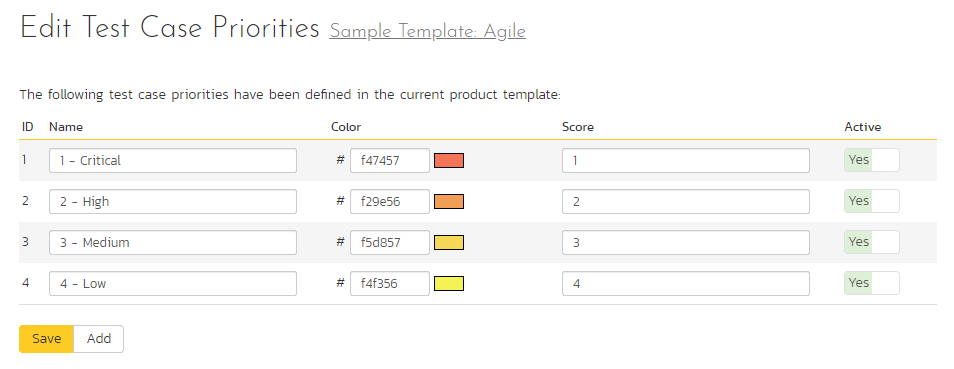 Edit Test Case Priorities Sample Template: Agile
The following test case priorities have been defined in the current product template:
ID Name Color Score Active
1 1 - Critical # f47457 1 Yes
2 2 - High # f29e56 2 Yes
3 3 - Medium # f5d857 3 Yes
4 4 - Low # f4f356 4 Yes
Save Add